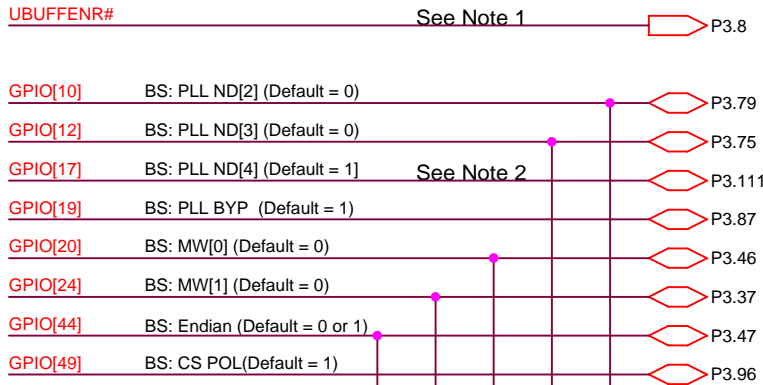 UBUFFENR# See Note 1 P3.8
GPIO[10] BS: PLL ND[2] (Default = 0) P3.79
GPIO[12] BS: PLL ND[3] (Default = 0) P3.75
GPIO[17] BS: PLL ND[4] (Default = 1] See Note 2 P3.111
GPIO[19] BS: PLL BYP (Default = 1) P3.87
GPIO[20] BS: MW[0] (Default = 0) P3.46
GPIO[24] BS: MW[1] (Default = 0) P3.37
GPIO[44] BS: Endian (Default = 0 or 1) P3.47
GPIO[49] BS: CS POL(Default = 1) P3.96